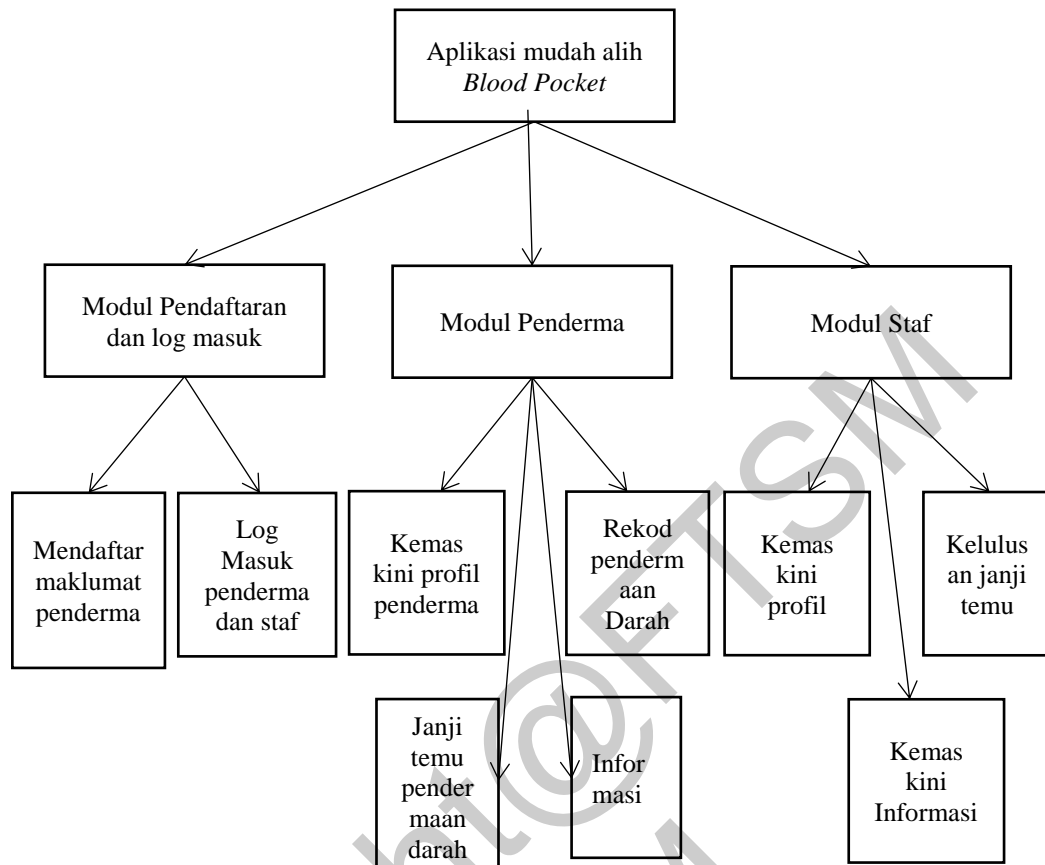 Aplikasi mudah alih
Blood Pocket
Modul Pendaftaran
dan log masuk
Modul Penderma
Modul Staf
Mendaftar
maklumat
penderma
Log
Masuk
penderma
dan staf
Kemas
kini profil
penderma
Rekod
penderm
aan
Darah
Kemas
kini
profil
Kelulus
an janji
temu
Janji
temu
pender
maan
darah
Infor
masi
Kemas
kini
Informasi
ht@FTSM